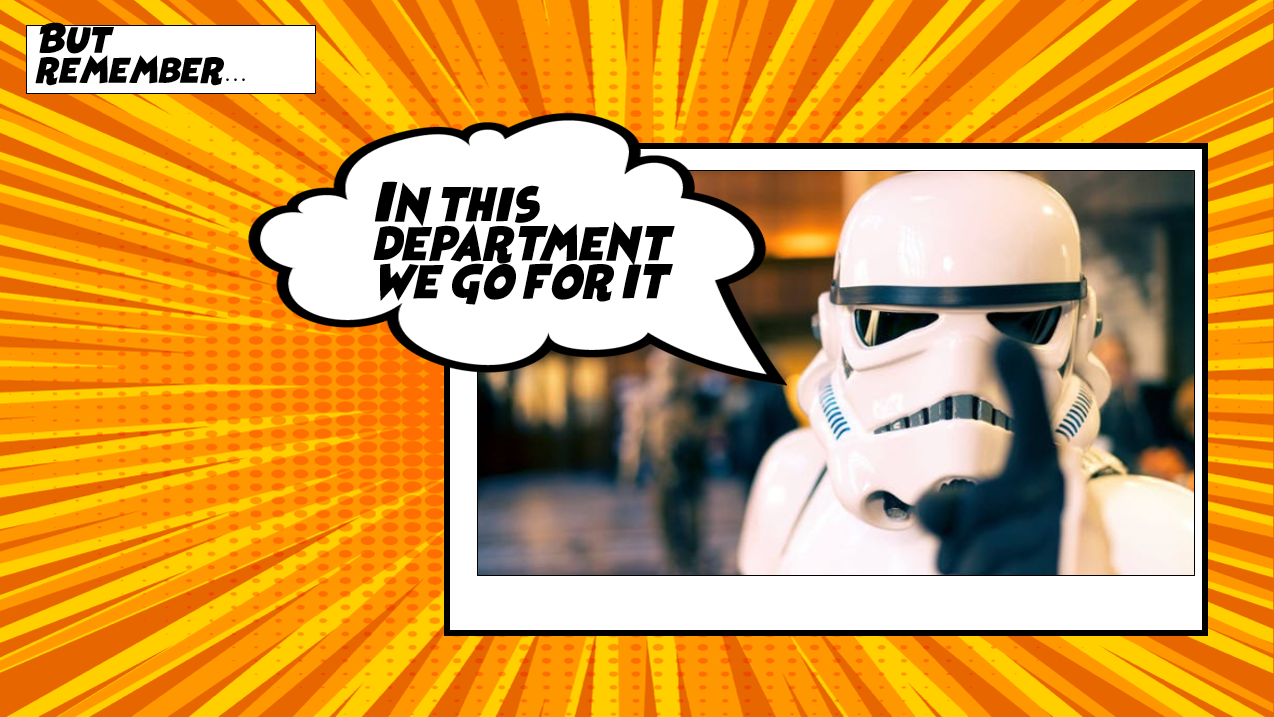 But
remember...
In this
department
we go for it